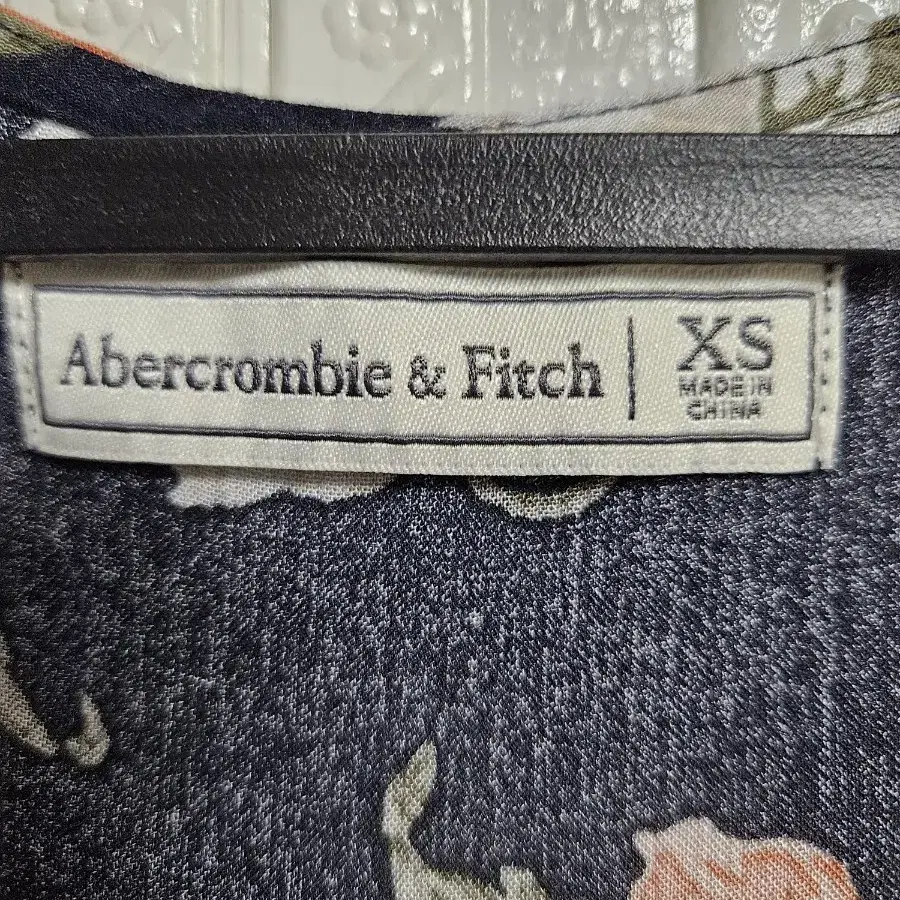 Abercrombie & Fitch | XS
MADE IN
CHINA